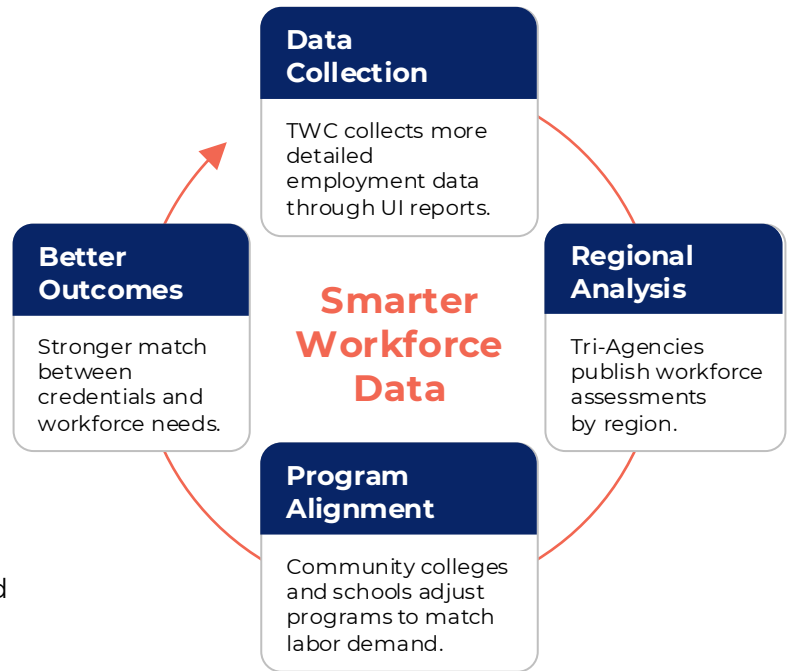 Data
Collection
TWC collects more
detailed
employment data
through UI reports.
Better
Outcomes
Stronger match
between
credentials and
workforce needs.
Smarter
Workforce
Data
Regional
Analysis
Tri-Agencies
publish workforce
assessments
by region.
Program
Alignment
Community colleges
and schools adjust
programs to match
labor demand.